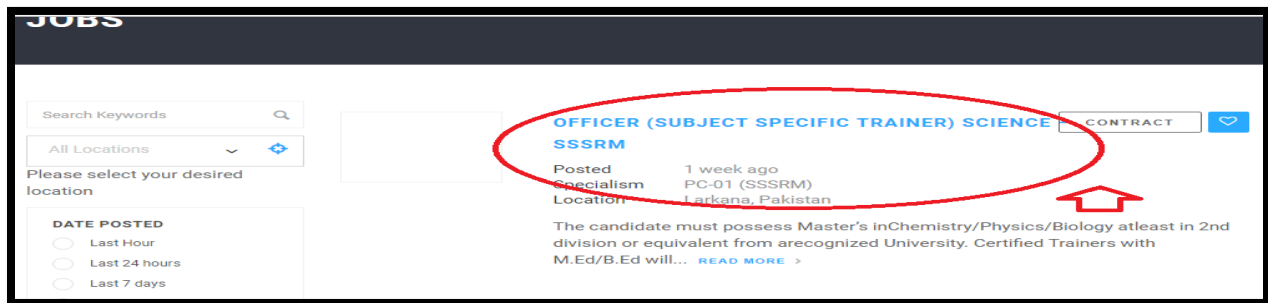 JOBS
Search Keywords
All Locations
Please select your desired
location
DATE POSTED
Last Hour
Last 24 hours
Last 7 days
OFFICER (SUBJECT SPECIFIC TRAINER) SCIENCE
SSSRM
CONTRACT
Posted 1 week ago
Specialism PC-01 (SSSRM)
Location Larkana, Pakistan
The candidate must possess Master's inChemistry/Physics/Biology atleast in 2nd
division or equivalent from arecognized University. Certified Trainers with
M.Ed/B.Ed will... READ MORE >